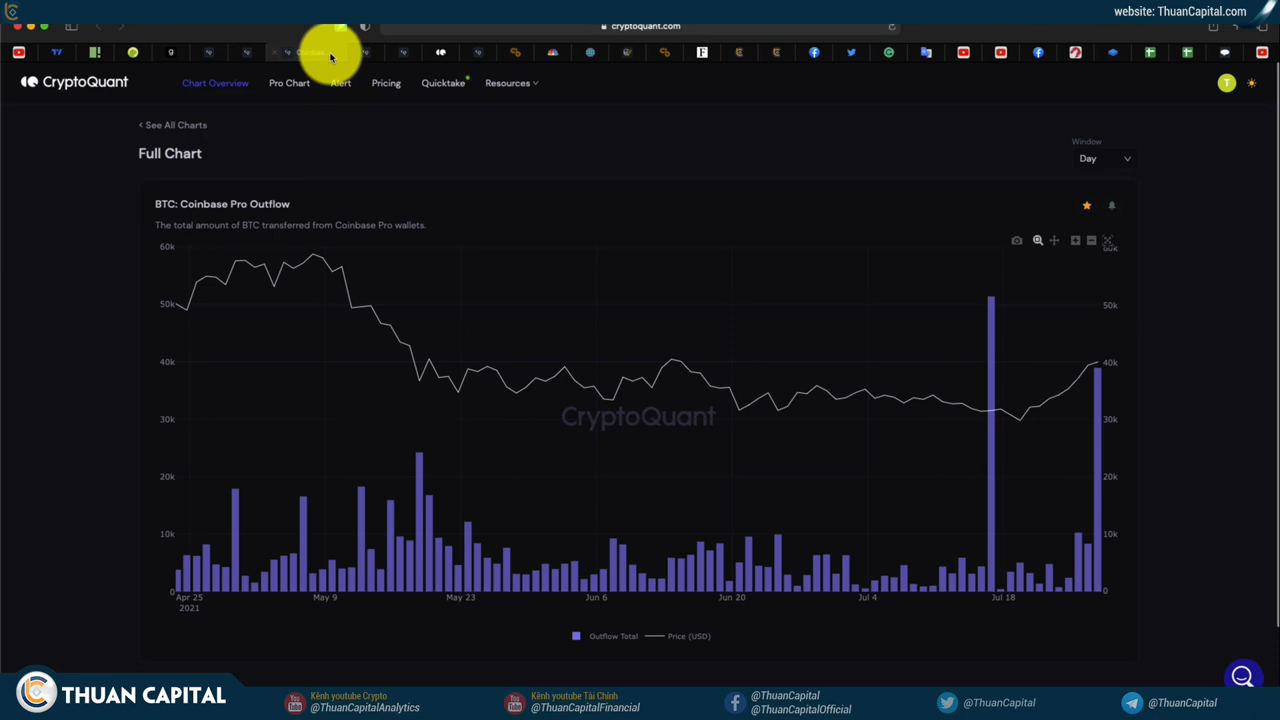 website: ThuanCapital.com
cryptoquant.com
CryptoQuant
Chart Overview
Pro Chart
Alert
Pricing
Quicktake
Resources
T
< See All Charts
Full Chart
Window
Day
BTC: Coinbase Pro Outflow
The total amount of BTC transferred from Coinbase Pro wallets.
60k
60k
50k
50k
40k
40k
30k
30k
20k
20k
10k
10k
0
0
CryptoQuant
Apr 25
2021
May 9
May 23
Jun 6
Jun 20
Jul 4
Jul 18
Outflow Total
Price (USD)
THUAN CAPITAL
Kênh youtube Crypto
@ThuanCapitalAnalytics
Kênh youtube Tài Chính
@ThuanCapitalFinancial
@ThuanCapital
@ThuanCapitalOfficial
@ThuanCapital
@ThuanCapital